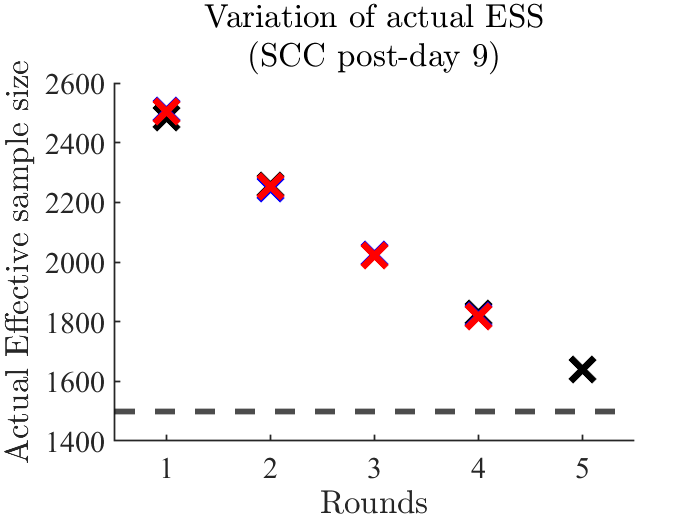 Variation of actual ESS
(SCC post-day 9)
Actual Effective sample size
2600
2400
2200
2000
1800
1600
1400
1 2 3 4 5
Rounds